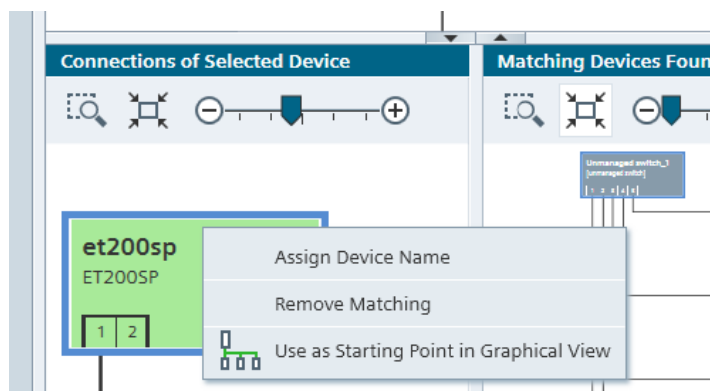 Connections of Selected Device
Matching Devices Foun
Unmanaged switch_1
[unmanaged switch]
1 2 3 4 5
et200sp
ET200SP
1 2
Assign Device Name
Remove Matching
Use as Starting Point in Graphical View